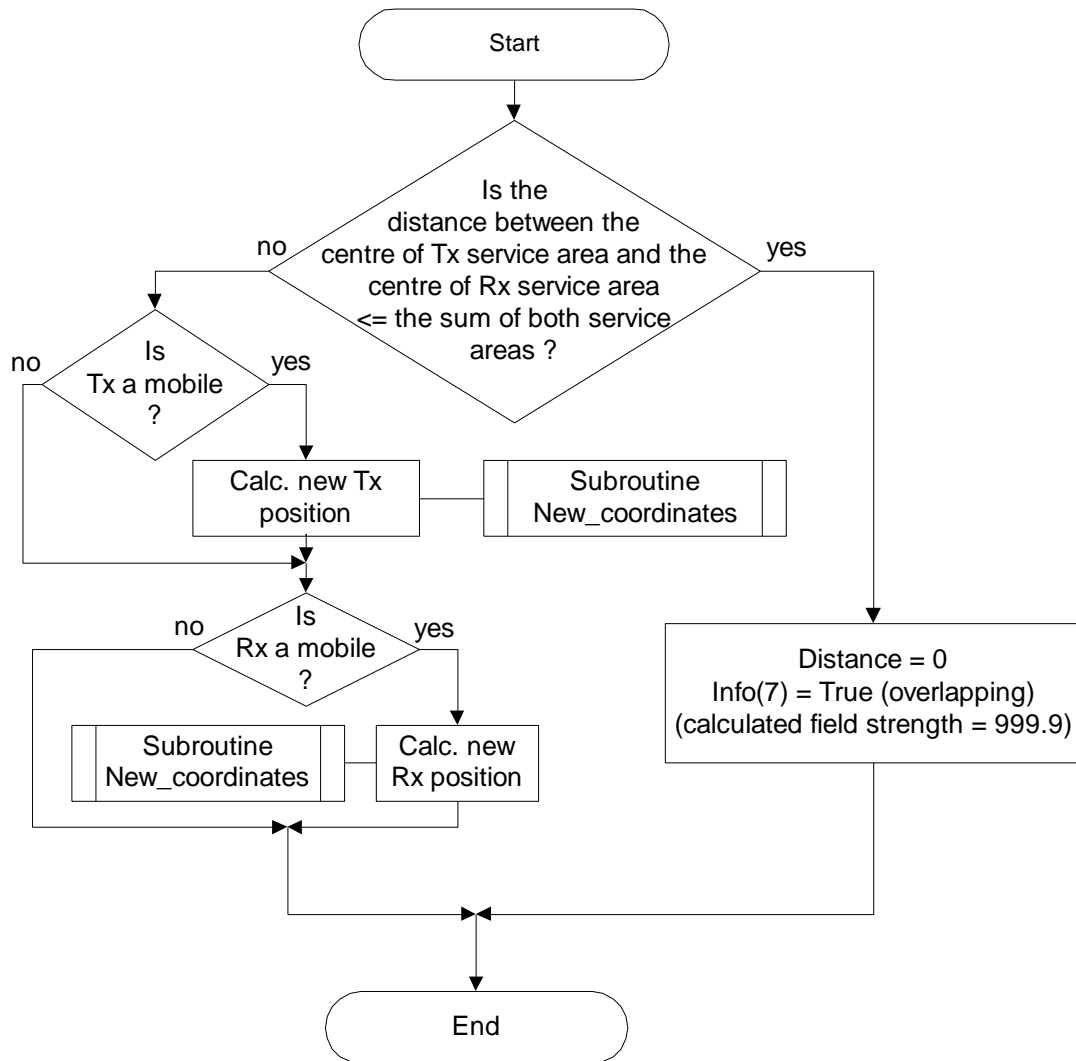 Start
Is the
distance between the
centre of Tx service area and the
centre of Rx service area
<= the sum of both service
areas ?
no
yes
Is
Tx a mobile
?
no
yes
Calc. new Tx
position
Subroutine
New_coordinates
Is
Rx a mobile
?
no
yes
Subroutine
New_coordinates
Calc. new
Rx position
Distance = 0
Info(7) = True (overlapping)
(calculated field strength = 999.9)
End